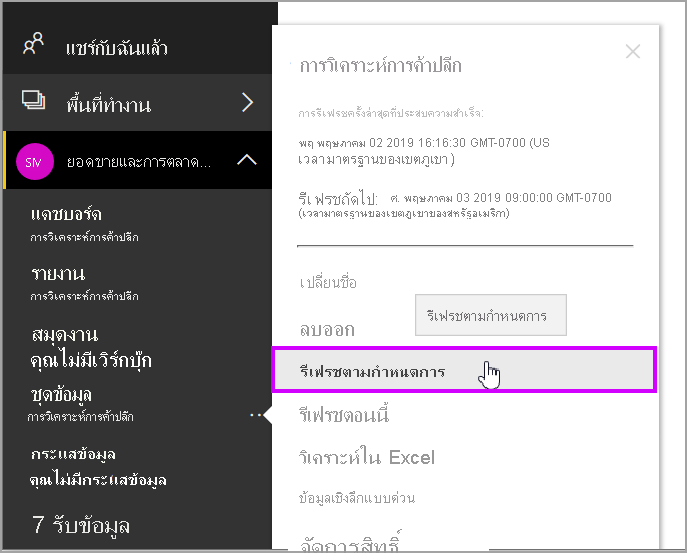 แชร์กับฉันแล้ว
พื้นที่ทำงาน
SM
ยอดขายและการตลาด...
แดชบอร์ด
การวิเคราะห์การค้าปลีก
รายงาน
การวิเคราะห์การค้าปลีก
สมุดงาน
คุณไม่มีเวิร์กบุ๊ก
ชุดข้อมูล
การวิเคราะห์การค้าปลีก
กระแสข้อมูล
คุณไม่มีกระแสข้อมูล
7 รับข้อมูล
การวิเคราะห์การค้าปลีก
การรีเฟรชครั้งล่าสุดที่ประสบความสำเร็จ:
พฤ พฤษภาคม 02 2019 16:16:30 GMT-0700 (US
เวลามาตรฐานของเขตภูเขา )
รีเฟรชถัดไป: ศ. พฤษภาคม 03 2019 09:00:00 GMT-0700
(เวลามาตรฐานของเขตภูเขาของสหรัฐอเมริกา)
เปลี่ยนชื่อ
ลบออก
รีเฟรชตามกำหนดการ
รีเฟรชตามกำหนดการ
รีเฟรชตอนนี้
วิเคราะห์ใน Excel
ข้อมูลเชิงลึกแบบด่วน
จัดการสิทธิ์